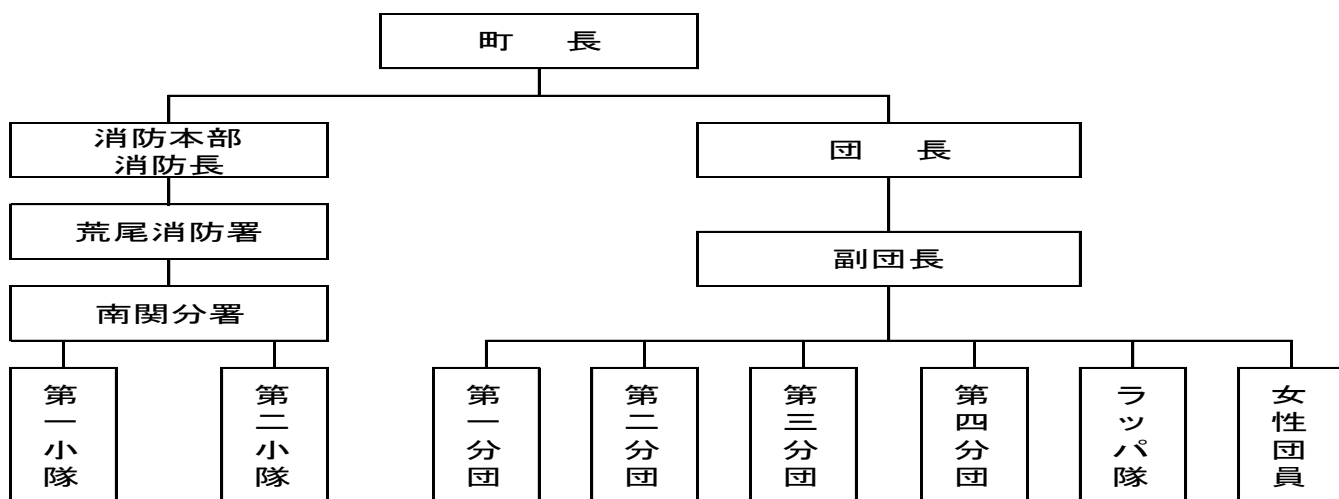 町 長
消防本部
消防長
団 長
荒尾消防署
副団長
南関分署
第一小隊
第二小隊
第一分団
第二分団
第三分団
第四分団
ラッパ隊
女性団員